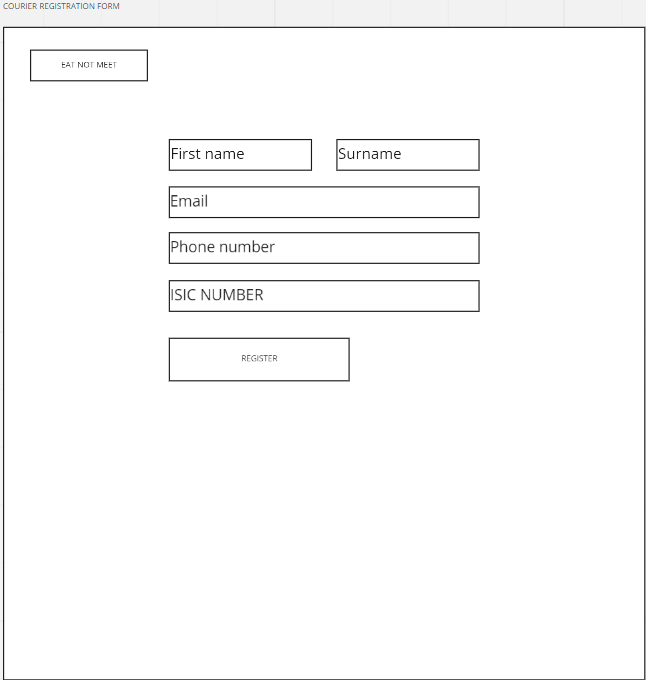 COURIER REGISTRATION FORM
EAT NOT MEET
First name
Surname
Email
Phone number
ISIC NUMBER
REGISTER